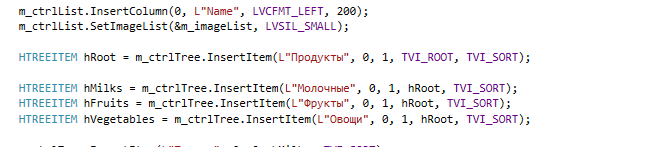 m_ctrlList.InsertColumn(0, L"Name", LVCFMT_LEFT, 200);
m_ctrlList.SetImageList(&m_imageList, LVSIL_SMALL);
HTREEITEM hRoot = m_ctrlTree.InsertItem(L"Продукты", 0, 1, TVI_ROOT, TVI_SORT);
HTREEITEM hMilks = m_ctrlTree.InsertItem(L"Молочные", 0, 1, hRoot, TVI_SORT);
HTREEITEM hFruits = m_ctrlTree.InsertItem(L"Фрукты", 0, 1, hRoot, TVI_SORT);
HTREEITEM hVegetables = m_ctrlTree.InsertItem(L"Овощи", 0, 1, hRoot, TVI_SORT);